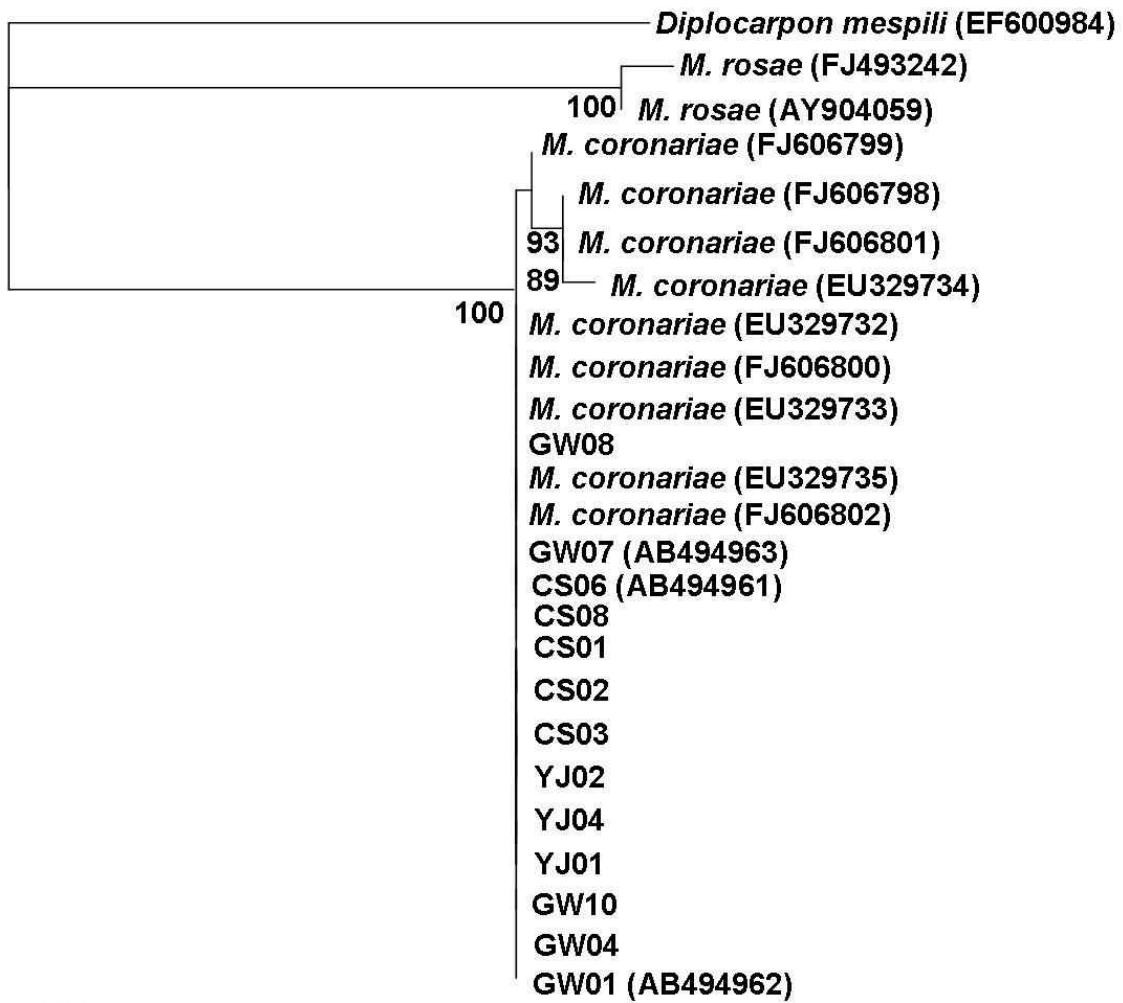 Diplocarpon mespili (EF600984)
M. rosae (FJ493242)
100
M. rosae (AY904059)
M. coronariae (FJ606799)
M. coronariae (FJ606798)
93
M. coronariae (FJ606801)
89
M. coronariae (EU329734)
100
M. coronariae (EU329732)
M. coronariae (FJ606800)
M. coronariae (EU329733)
GW08
M. coronariae (EU329735)
M. coronariae (FJ606802)
GW07 (AB494963)
CS06 (AB494961)
CS08
CS01
CS02
CS03
YJ02
YJ04
YJ01
GW10
GW04
GW01 (AB494962)